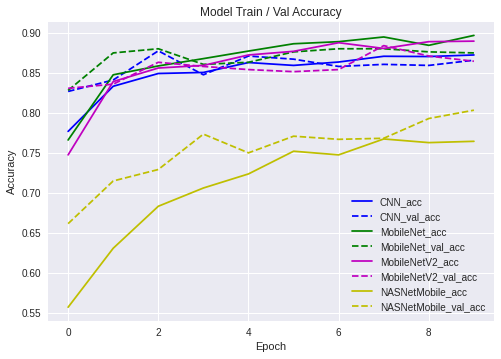 Model Train / Val Accuracy
0.90
0.85
0.80
0.75
0.70
0.65
0.60
0.55
Accuracy
CNN_acc
CNN_val_acc
MobileNet_acc
MobileNet_val_acc
MobileNetV2_acc
MobileNetV2_val_acc
NASNetMobile_acc
NASNetMobile_val_acc
0 2 4 6 8
Epoch